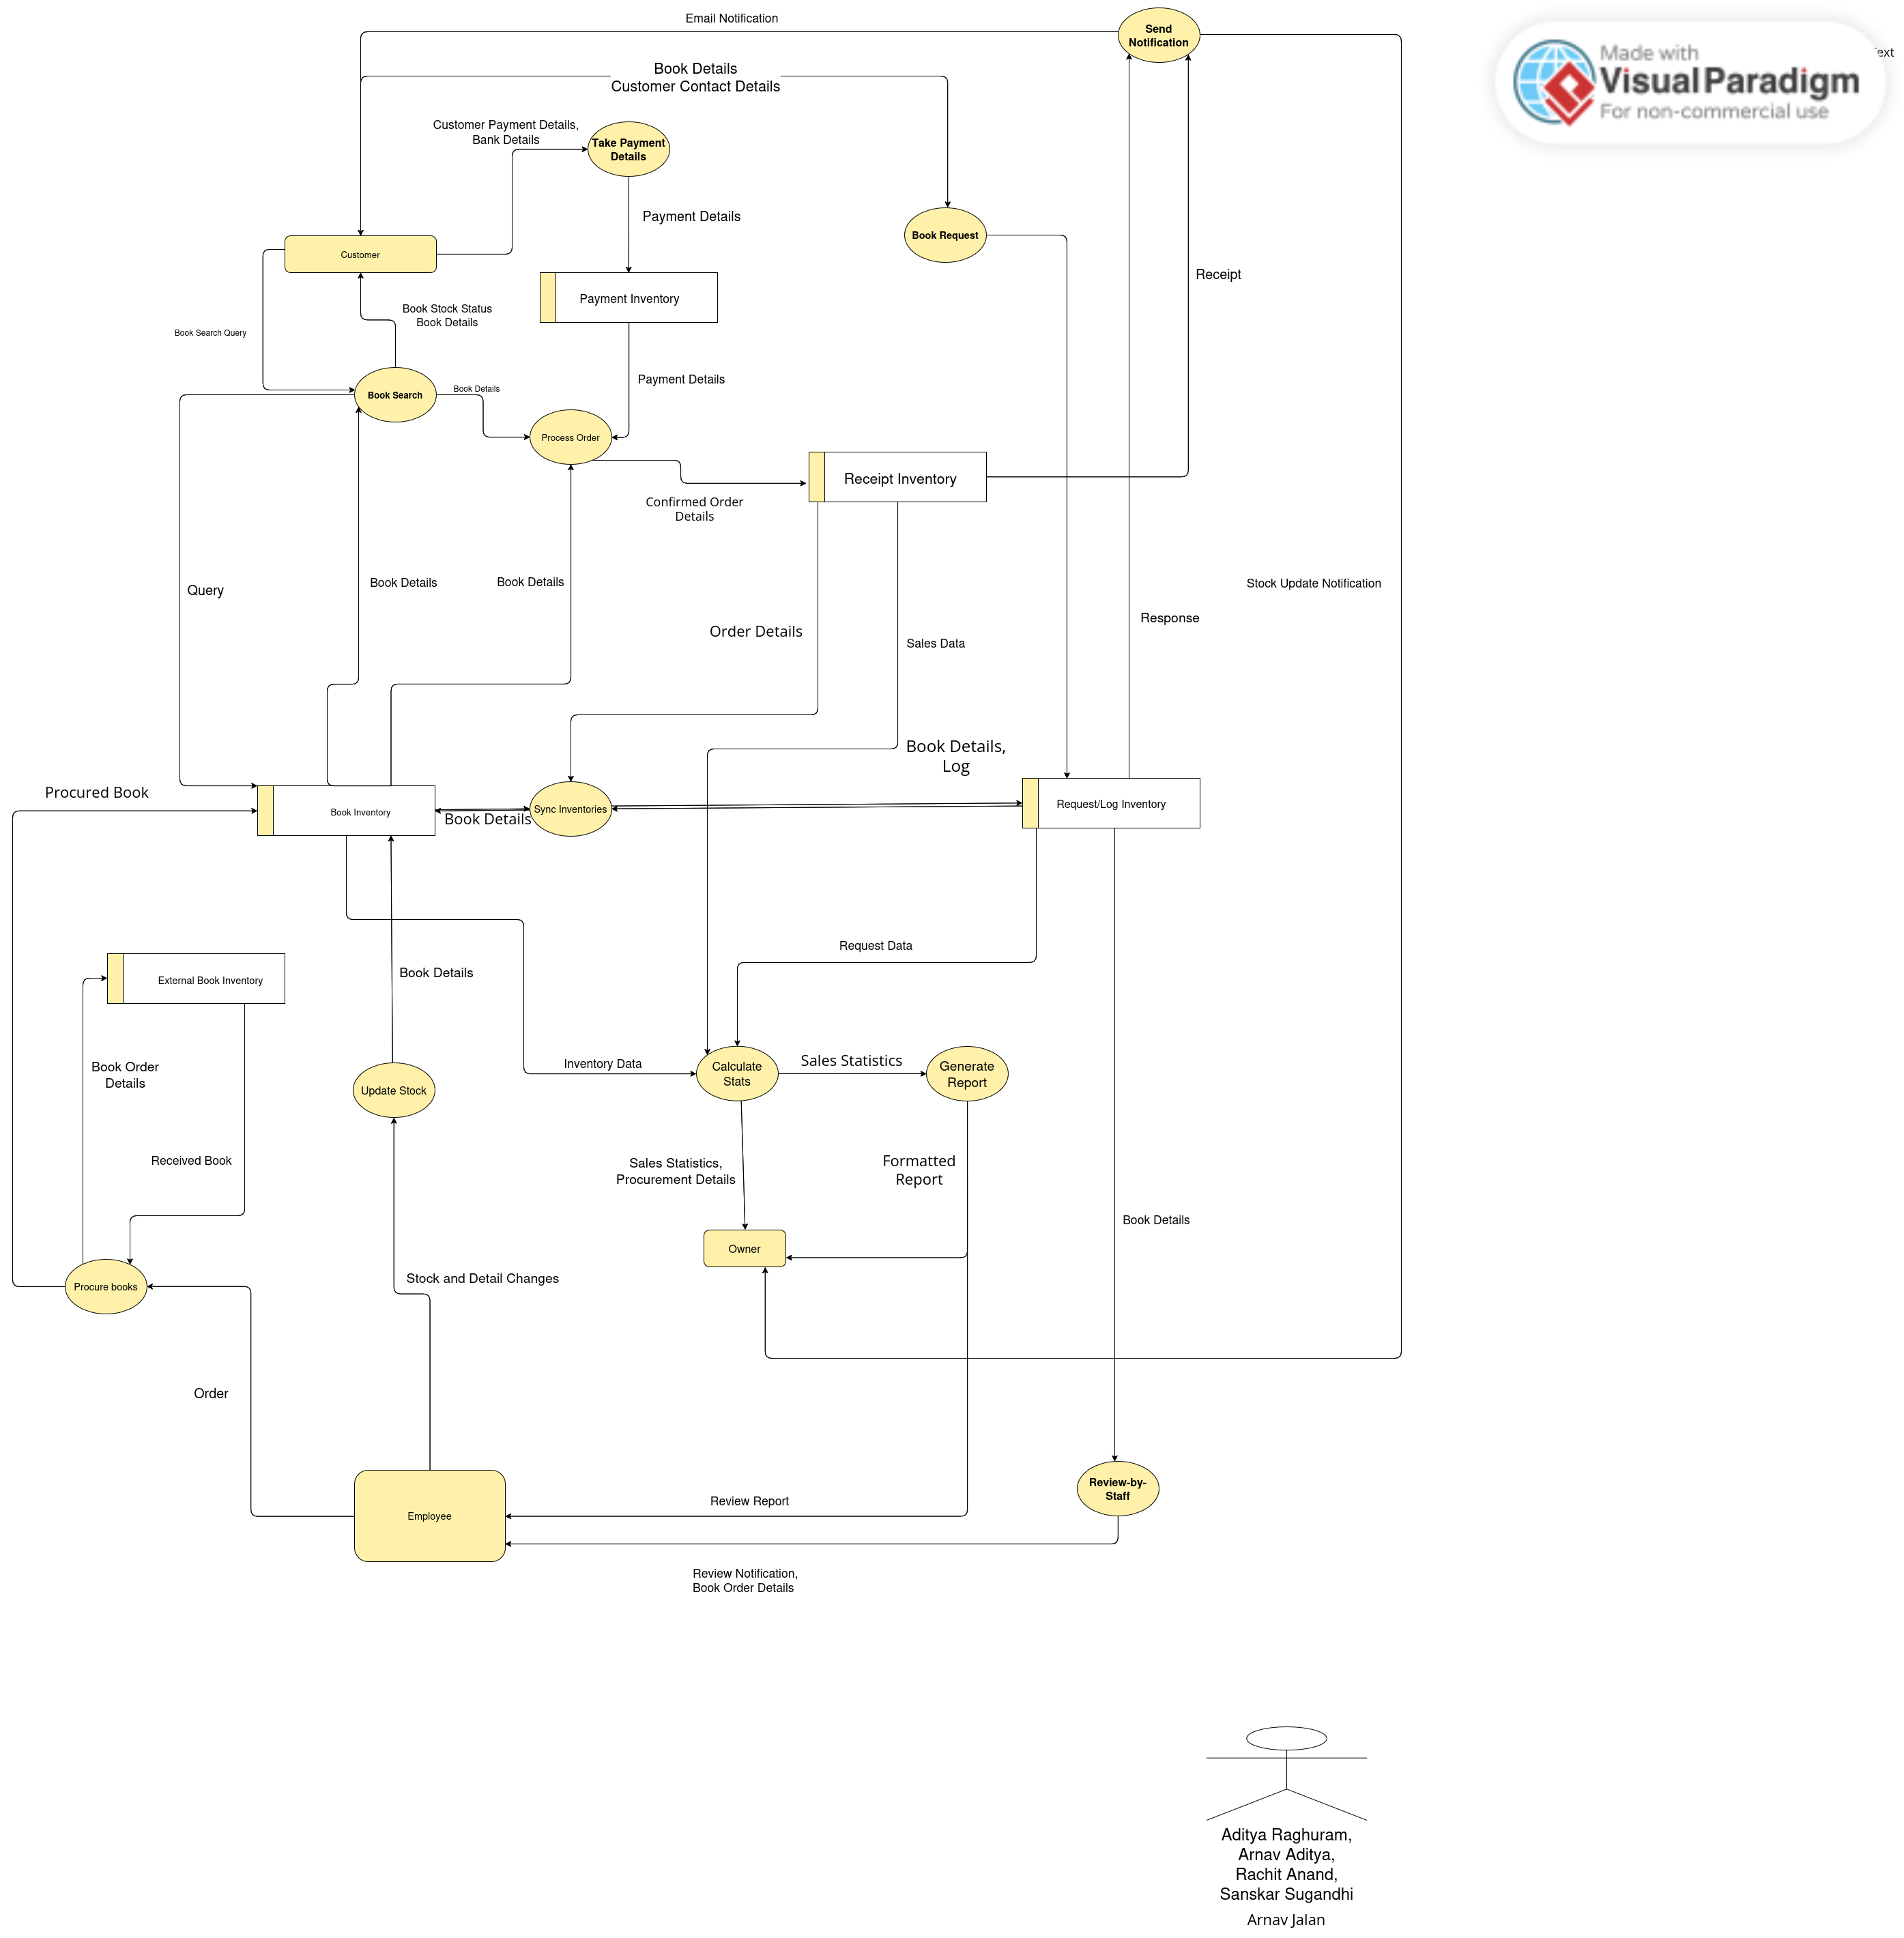 Email Notification
Send
Notification
Made with
Visual Paradigm
For non-commercial use
ext
Book Details
Customer Contact Details
Customer Payment Details,
Bank Details
Take Payment
Details
Payment Details
Book Request
Customer
Receipt
Payment Inventory
Book Stock Status
Book Details
Book Search Query
Payment Details
Book Search
Book Details
Process Order
Receipt Inventory
Confirmed Order
Details
Query
Book Details
Book Details
Stock Update Notification
Response
Order Details
Sales Data
Book Details,
Log
Procured Book
Book Inventory
Book Details
Sync Inventories
Request/Log Inventory
Request Data
External Book Inventory
Book Details
Book Order
Details
Inventory Data
Calculate
Stats
Sales Statistics
Generate
Report
Update Stock
Received Book
Sales Statistics,
Procurement Details
Formatted
Report
Book Details
Owner
Procure books
Stock and Detail Changes
Order
Review-by-
Staff
Review Report
Employee
Review Notification,
Book Order Details
Aditya Raghuram,
Arnav Aditya,
Rachit Anand,
Sanskar Sugandhi
Arnav Jalan